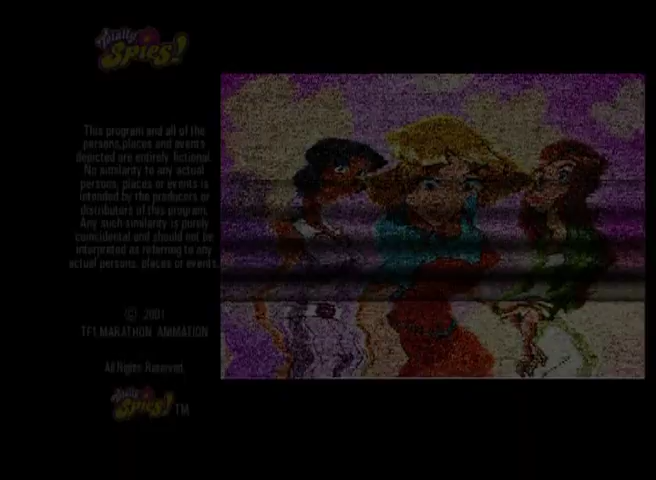 Totally
Spies!
This program and all of the
persons,places and events
depicted are entirely fictional.
No similarity to any actual
persons, places or events is
intended by the producers or
distributors of this program.
Any such similarity is purely
coincidental and should not be
interpreted as referring to any
actual persons, places or events.
© 2001
TF1,MARATHON ANIMATION
All Rights Reserved.
Totally
Spies! TM